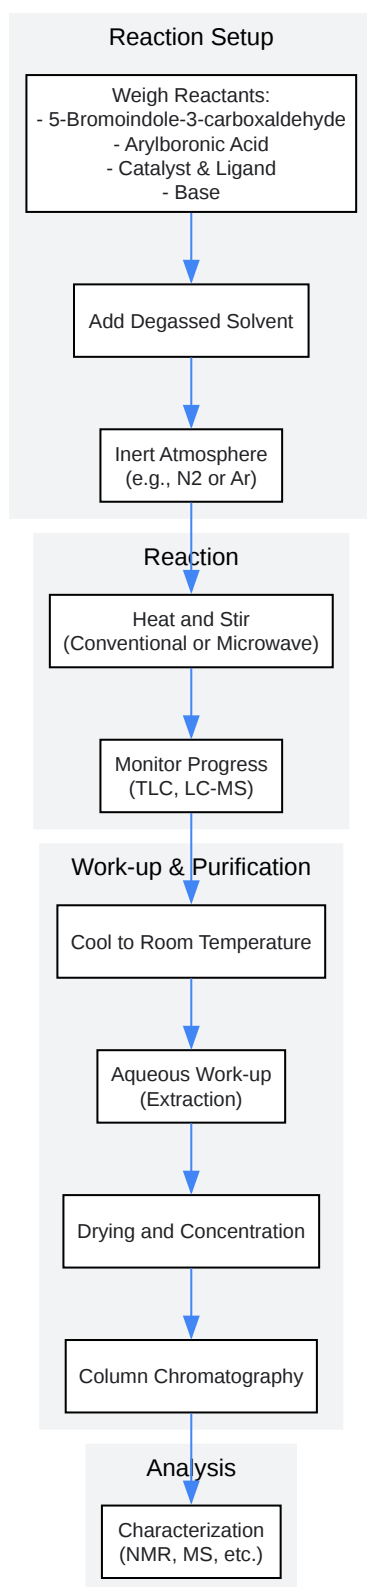 Reaction Setup
Weigh Reactants:
- 5-Bromoindole-3-carboxaldehyde
- Arylboronic Acid
- Catalyst & Ligand
- Base
Add Degassed Solvent
Inert Atmosphere
(e.g., N2 or Ar)
Reaction
Heat and Stir
(Conventional or Microwave)
Monitor Progress
(TLC, LC-MS)
Work-up & Purification
Cool to Room Temperature
Aqueous Work-up
(Extraction)
Drying and Concentration
Column Chromatography
Analysis
Characterization
(NMR, MS, etc.)